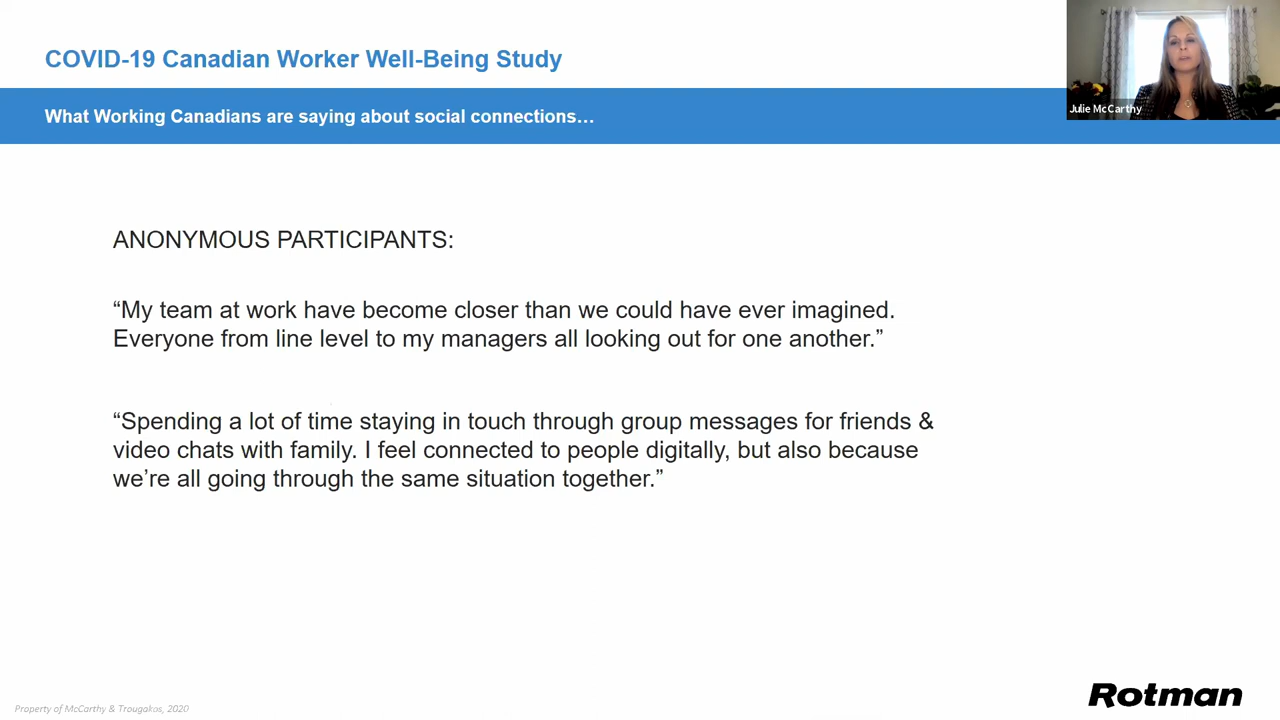 COVID-19 Canadian Worker Well-Being Study
What Working Canadians are saying about social connections…
Julie McCarthy
ANONYMOUS PARTICIPANTS:
“My team at work have become closer than we could have ever imagined.
Everyone from line level to my managers all looking out for one another.”
“Spending a lot of time staying in touch through group messages for friends &
video chats with family. I feel connected to people digitally, but also because
we’re all going through the same situation together.”
Property of McCarthy & Trougakos, 2020
Rotman